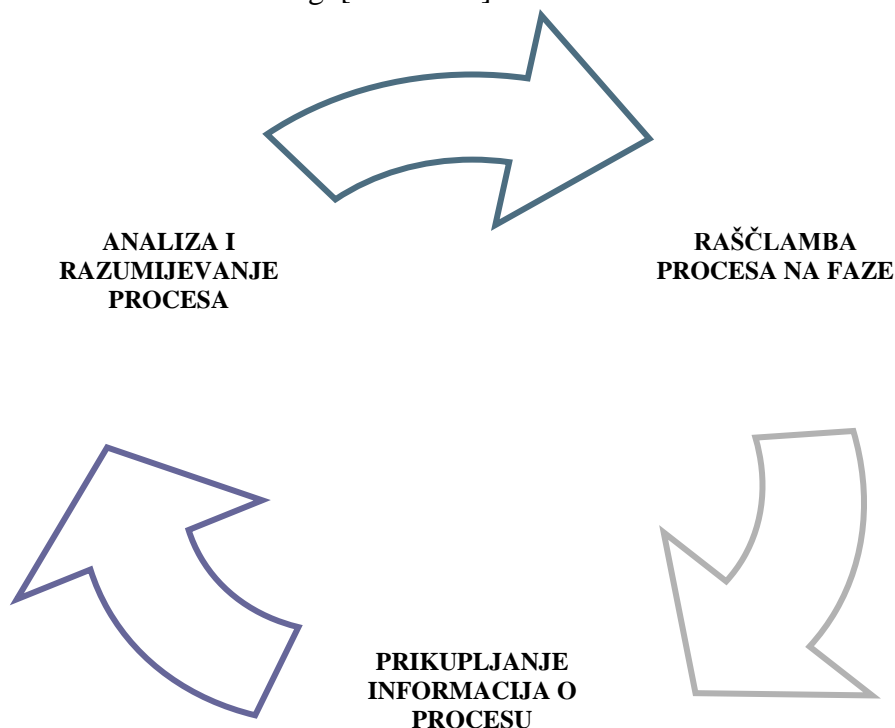 ANALIZA I
RAZUMIJEVANJE
PROCESA
RAŠČLAMBA
PROCESA NA FAZE
PRIKUPLJANJE
INFORMACIJA O
PROCESU